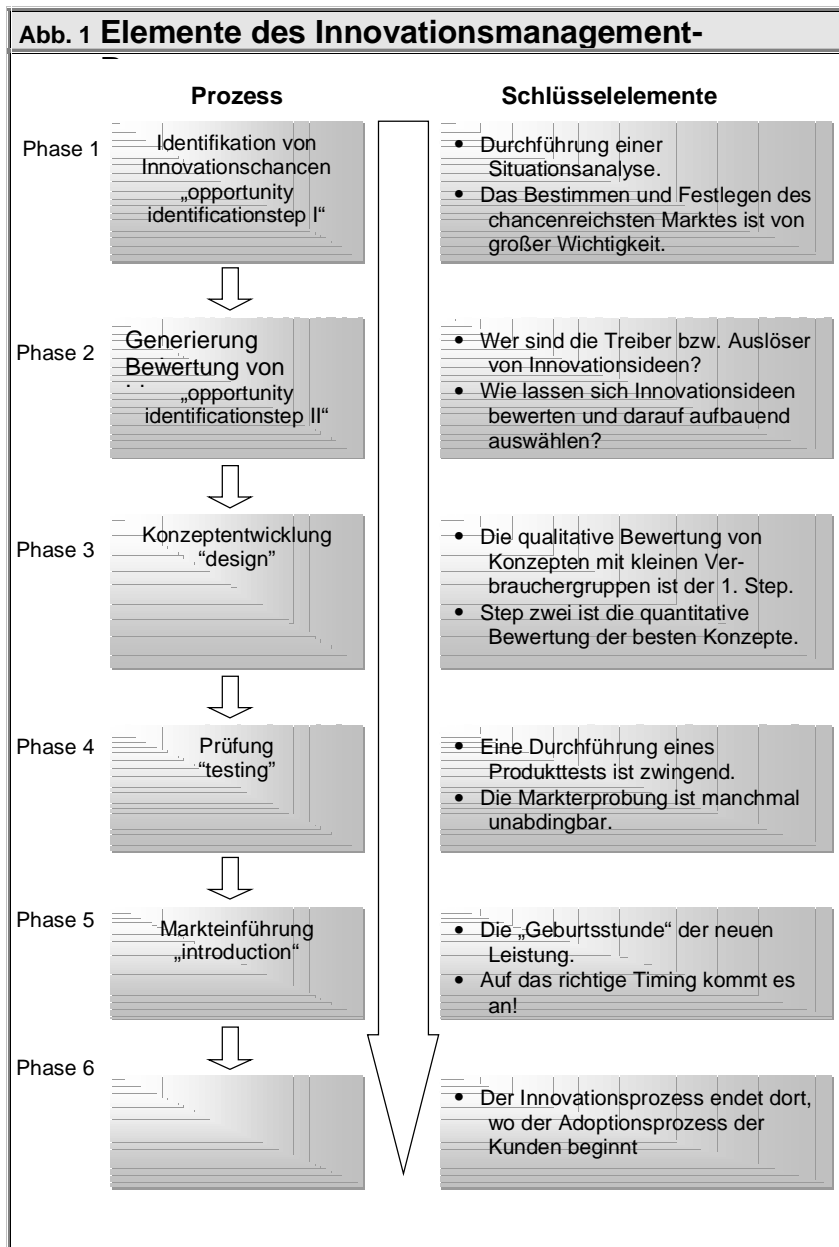 Abb. 1 Elemente des Innovationsmanagement-
Prozess
Schlüsselelemente
Phase 1
Identifikation von
Innovationschancen
„opportunity
identificationstep I“
• Durchführung einer
Situationsanalyse.
• Das Bestimmen und Festlegen des
chancenreichsten Marktes ist von
großer Wichtigkeit.
Phase 2
Generierung
Bewertung von
„opportunity
identificationstep II“
• Wer sind die Treiber bzw. Auslöser
von Innovationsideen?
• Wie lassen sich Innovationsideen
bewerten und darauf aufbauend
auswählen?
Phase 3
Konzeptentwicklung
“design”
• Die qualitative Bewertung von
Konzepten mit kleinen Ver-
brauchergruppen ist der 1. Step.
• Step zwei ist die quantitative
Bewertung der besten Konzepte.
Phase 4
Prüfung
“testing”
• Eine Durchführung eines
Produkttests ist zwingend.
• Die Markterprobung ist manchmal
unabdingbar.
Phase 5
Markteinführung
„introduction“
• Die „Geburtsstunde“ der neuen
Leistung.
• Auf das richtige Timing kommt es
an!
Phase 6
• Der Innovationsprozess endet dort,
wo der Adoptionsprozess der
Kunden beginnt